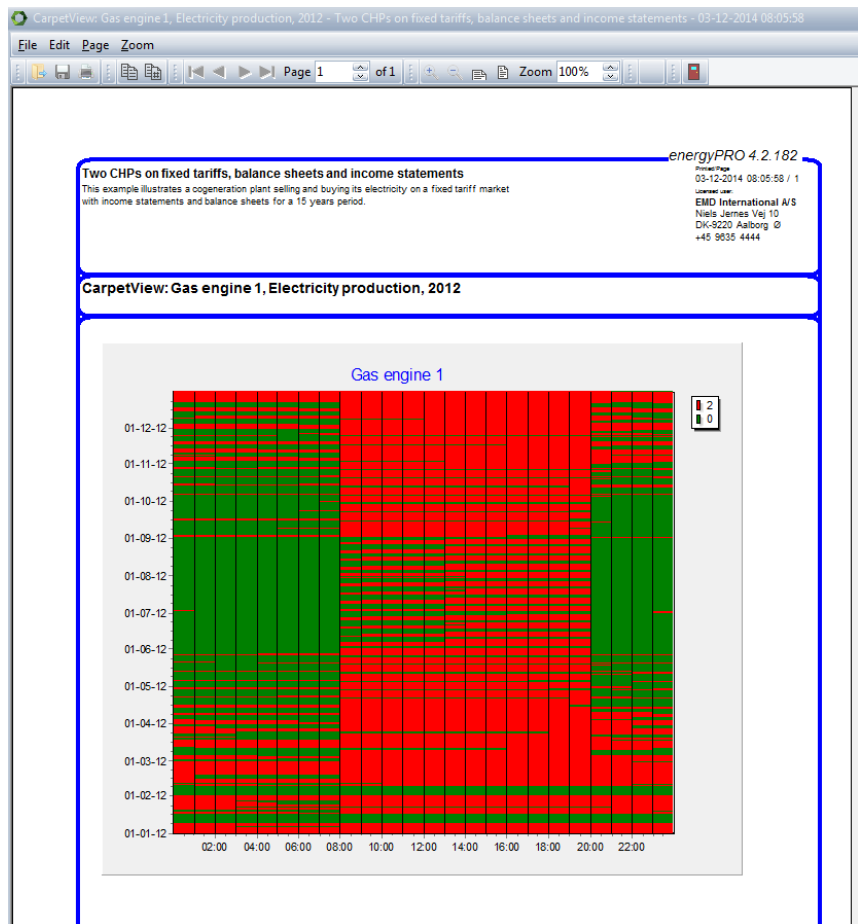 CarpetView: Gas engine 1, Electricity production, 2012 - Two CHPs on fixed tariffs, balance sheets and income statements - 03-12-2014 08:05:58
File Edit Page Zoom
Page 1 of 1 Zoom 100%
energyPRO 4.2.182
Two CHPs on fixed tariffs, balance sheets and income statements
This example illustrates a cogeneration plant selling and buying its electricity on a fixed tariff market
with income statements and balance sheets for a 15 years period.
Printed/Page
03-12-2014 08:05:58 / 1
Licensed user:
EMD International A/S
Niels Jernes Vej 10
DK-9220 Aalborg Ø
+45 9635 4444
CarpetView: Gas engine 1, Electricity production, 2012
Gas engine 1
2
0
01-12-12
01-11-12
01-10-12
01-09-12
01-08-12
01-07-12
01-06-12
01-05-12
01-04-12
01-03-12
01-02-12
01-01-12
02:00 04:00 06:00 08:00 10:00 12:00 14:00 16:00 18:00 20:00 22:00